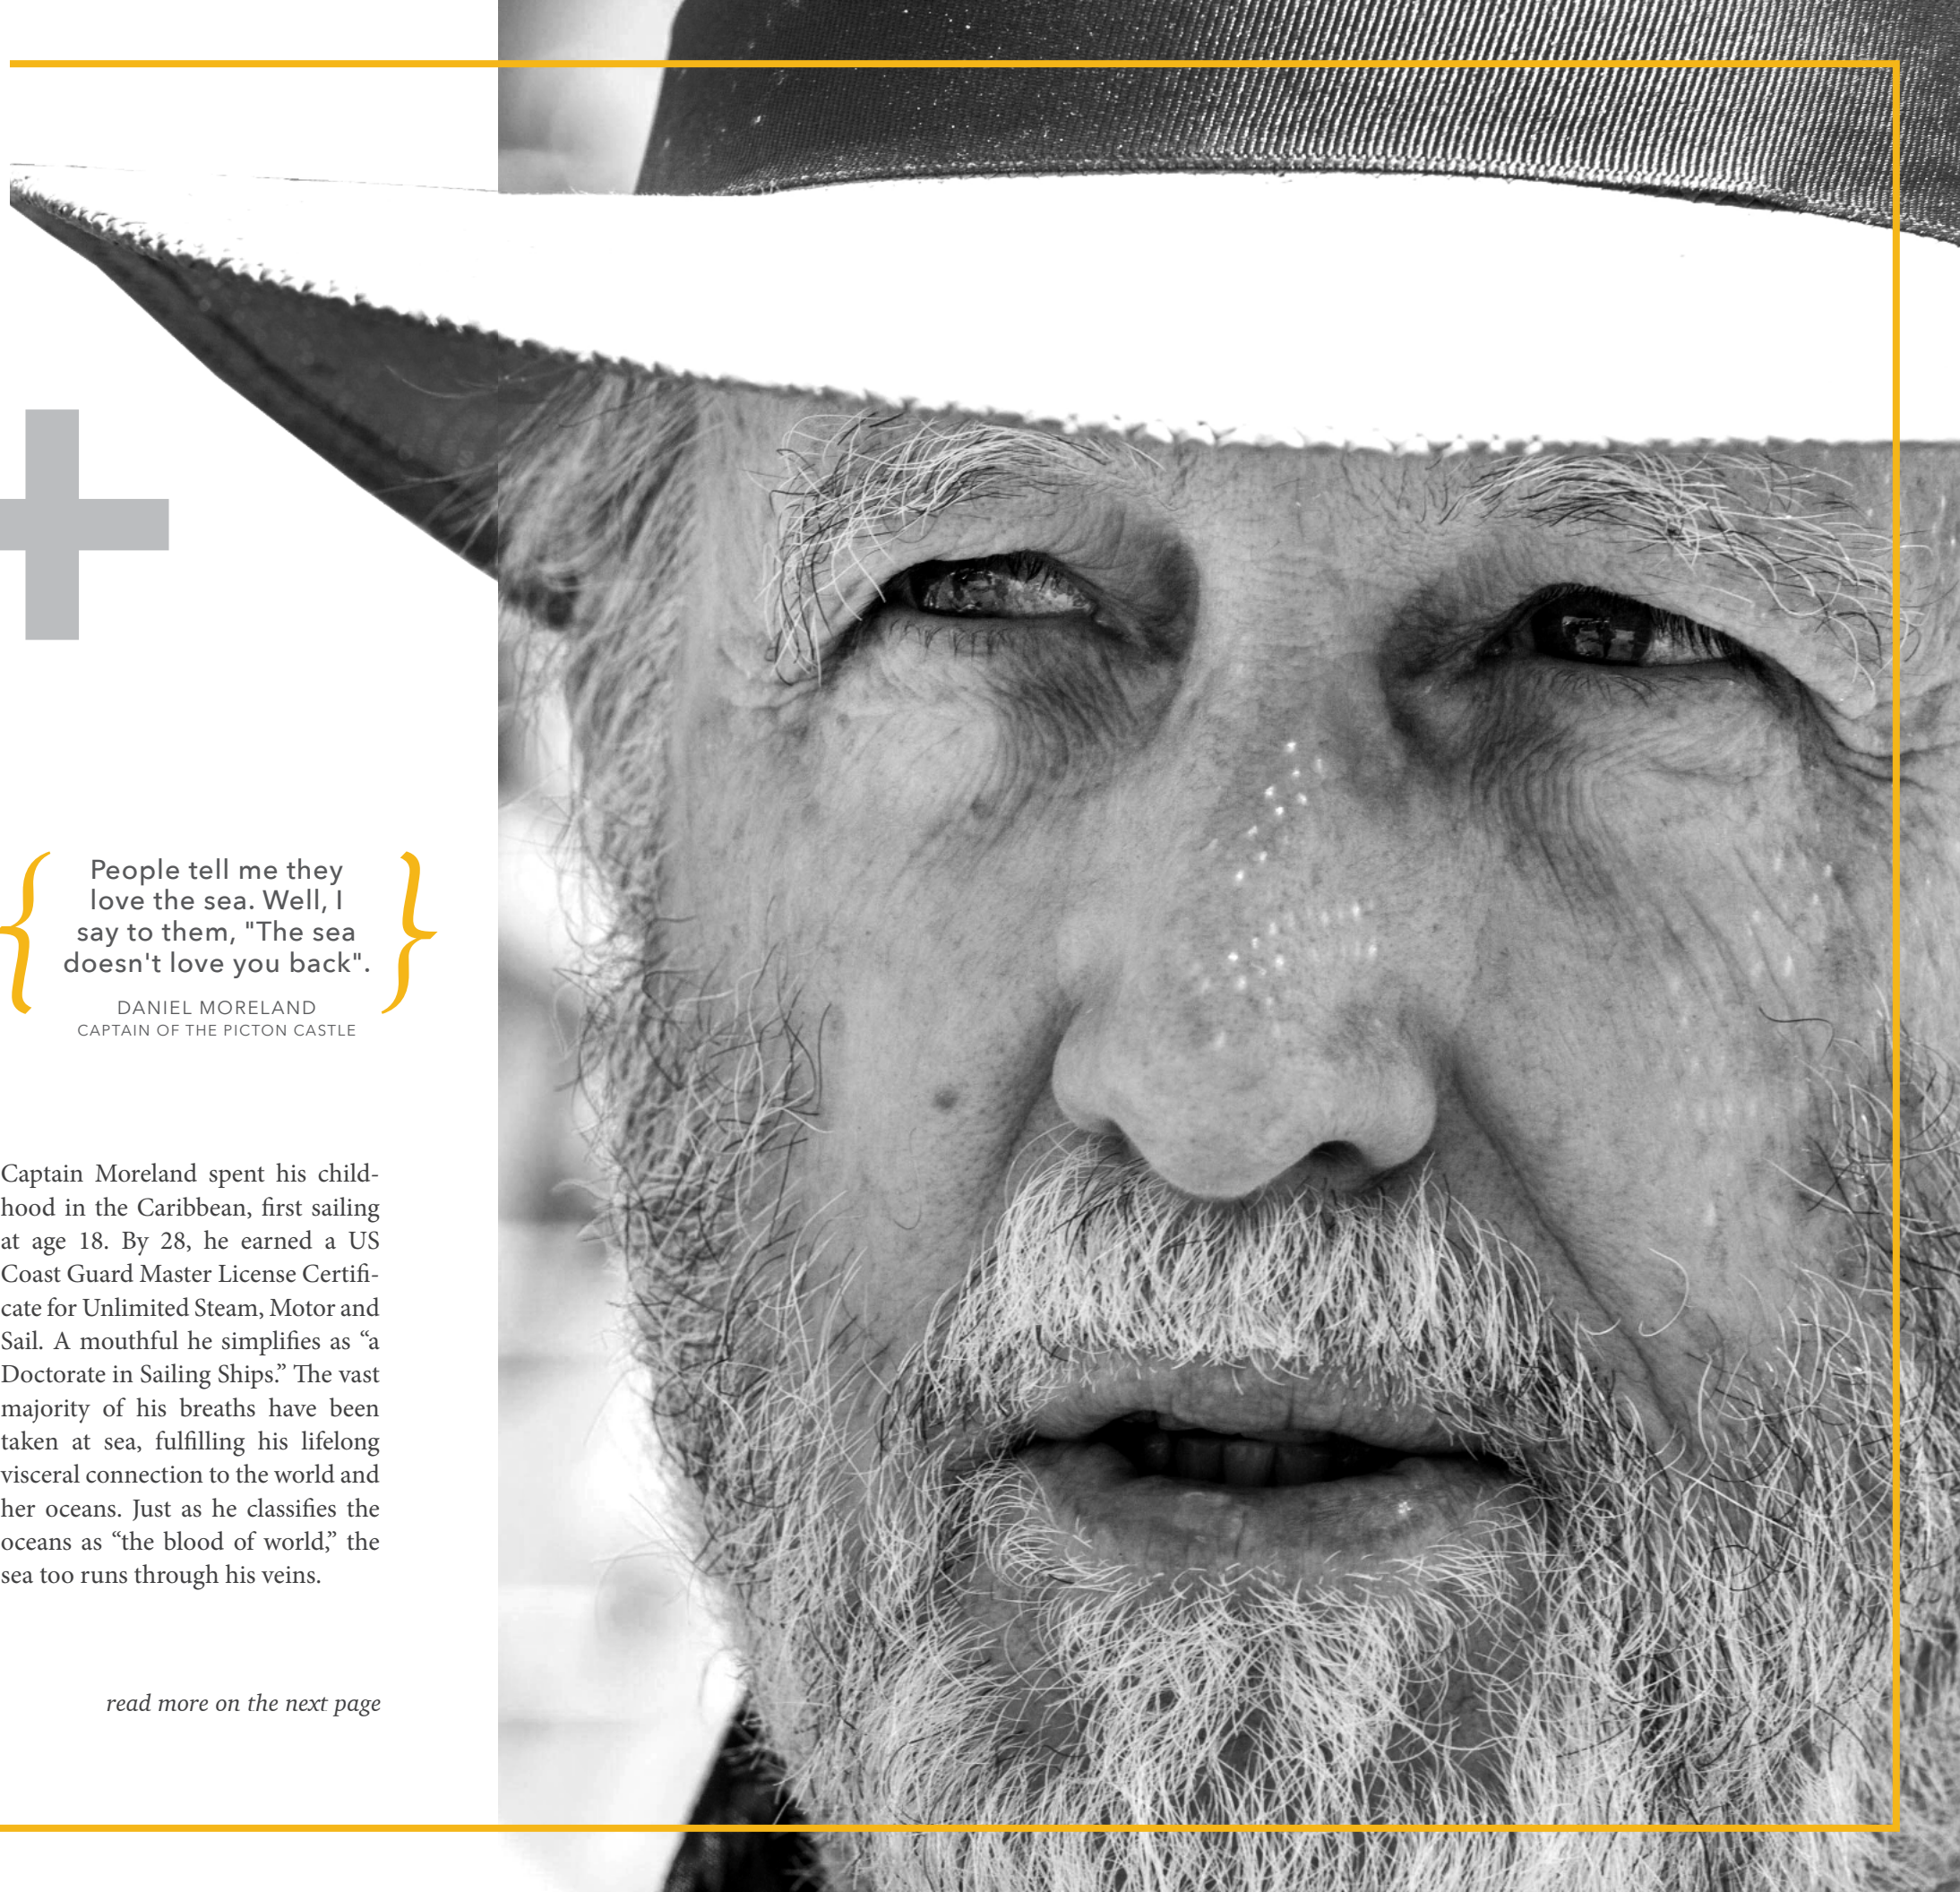 People tell me they
love the sea. Well, I
say to them, "The sea
doesn't love you back".
DANIEL MORELAND
CAPTAIN OF THE PICTON CASTLE
Captain Moreland spent his child-
hood in the Caribbean, first sailing
at age 18. By 28, he earned a US
Coast Guard Master License Certifi-
cate for Unlimited Steam, Motor and
Sail. A mouthful he simplifies as “a
Doctorate in Sailing Ships.” The vast
majority of his breaths have been
taken at sea, fulfilling his lifelong
visceral connection to the world and
her oceans. Just as he classifies the
oceans as “the blood of world,” the
sea too runs through his veins.
read more on the next page